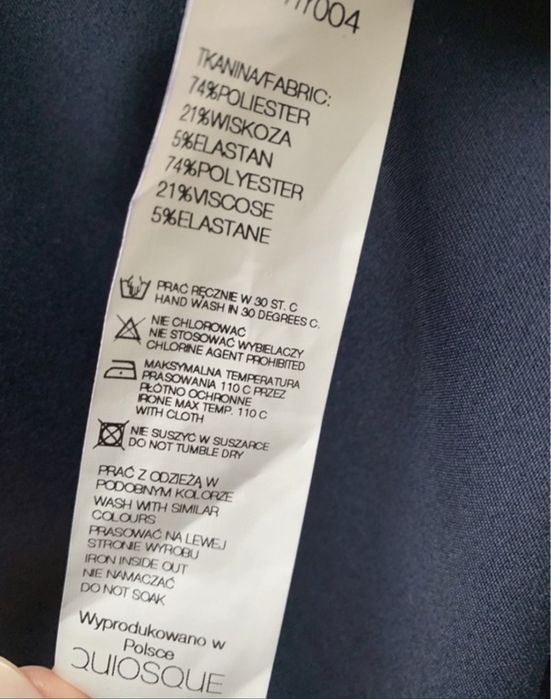 TKANINA/FABRIC:
74%POLIESTER
21%WISKOZA
5%ELASTAN
74%POLYESTER
21%VISCOSE
5%ELASTANE
PRAĆ RĘCZNIE W 30 ST. C
HAND WASH IN 30 DEGREES C.
NIE CHLOROWAĆ
NIE STOSOWAĆ WYBIELACZY
CHLORINE AGENT PROHIBITED
MAKSYMALNA TEMPERATURA
PRASOWANIA 110 C PRZEZ
PŁÓTNO OCHRONNE
IRONE MAX TEMP. 110 C
WITH CLOTH
NIE SUSZYĆ W SUSZARCE
DO NOT TUMBLE DRY
PRAĆ Z ODZIEŻĄ W
PODOBNYM KOLORZE
WASH WITH SIMILAR
COLOURS
PRASOWAĆ NA LEWEJ
STRONIE WYROBU
IRON INSIDE OUT
NIE NAMACZAĆ
DO NOT SOAK
Wyprodukowano w
Polsce
QUIOSQUE